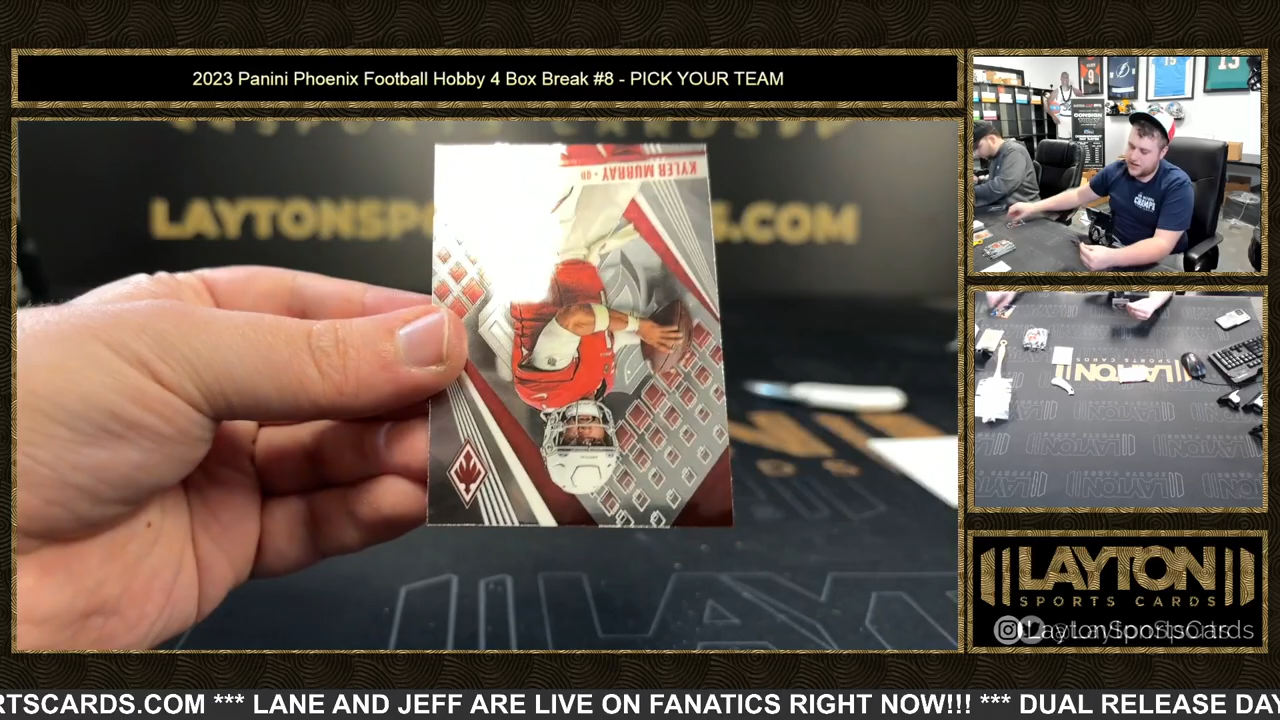 2023 Panini Phoenix Football Hobby 4 Box Break #8 - PICK YOUR TEAM
LAYTONSP
S.COM
KYLER MURRAY • QB
LAYTON
SPORTS CARDS
RTSCARDS.COM *** LANE AND JEFF ARE LIVE ON FANATICS RIGHT NOW!!! *** DUAL RELEASE DAY